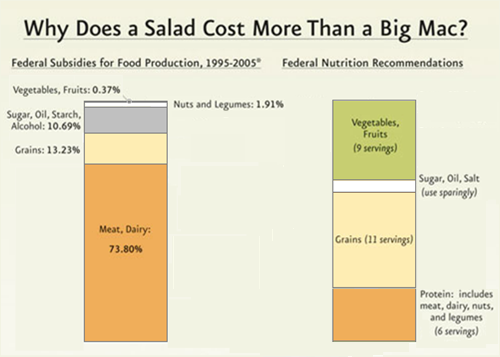 Why Does a Salad Cost More Than a Big Mac?
Federal Subsidies for Food Production, 1995-2005*
Federal Nutrition Recommendations
Vegetables, Fruits: 0.37%
Nuts and Legumes: 1.91%
Sugar, Oil, Starch,
Alcohol: 10.69%
Grains: 13.23%
Meat, Dairy:
73.80%
Vegetables,
Fruits
(9 servings)
Sugar, Oil, Salt
(use sparingly)
Grains (11 servings)
Protein: includes
meat, dairy, nuts,
and legumes
(6 servings)